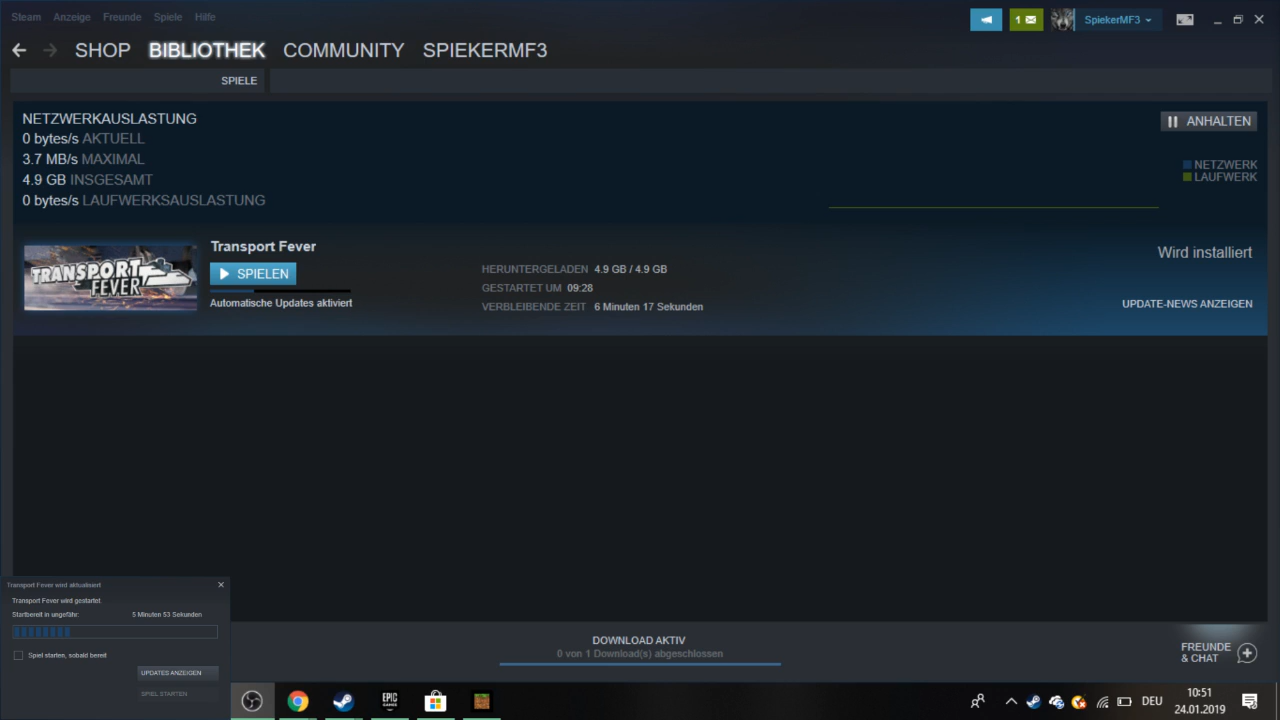 Steam Anzeige Freunde Spiele Hilfe
1 SpiekerMF3
SHOP BIBLIOTHEK COMMUNITY SPIEKERMF3
SPIELE
NETZWERKAUSLASTUNG
0 bytes/s AKTUELL
3.7 MB/s MAXIMAL
4.9 GB INSGESAMT
0 bytes/s LAUFWERKSAUSLASTUNG
ANHALTEN
NETZWERK
LAUFWERK
TRANSPORT
FEVER
Transport Fever
SPIELEN
Automatische Updates aktiviert
HERUNTERGELADEN 4.9 GB / 4.9 GB
GESTARTET UM 09:28
VERBLEIBENDE ZEIT 6 Minuten 17 Sekunden
Wird installiert
UPDATE-NEWS ANZEIGEN
Transport Fever wird aktualisiert
Transport Fever wird gestartet
Startbereit in ungefähr: 5 Minuten 53 Sekunden
Spiel starten, sobald bereit
UPDATES ANZEIGEN
SPIEL STARTEN
DOWNLOAD AKTIV
0 von 1 Download(s) abgeschlossen
FREUNDE
& CHAT
EPIC
GAMES
DEU
10:51
24.01.2019